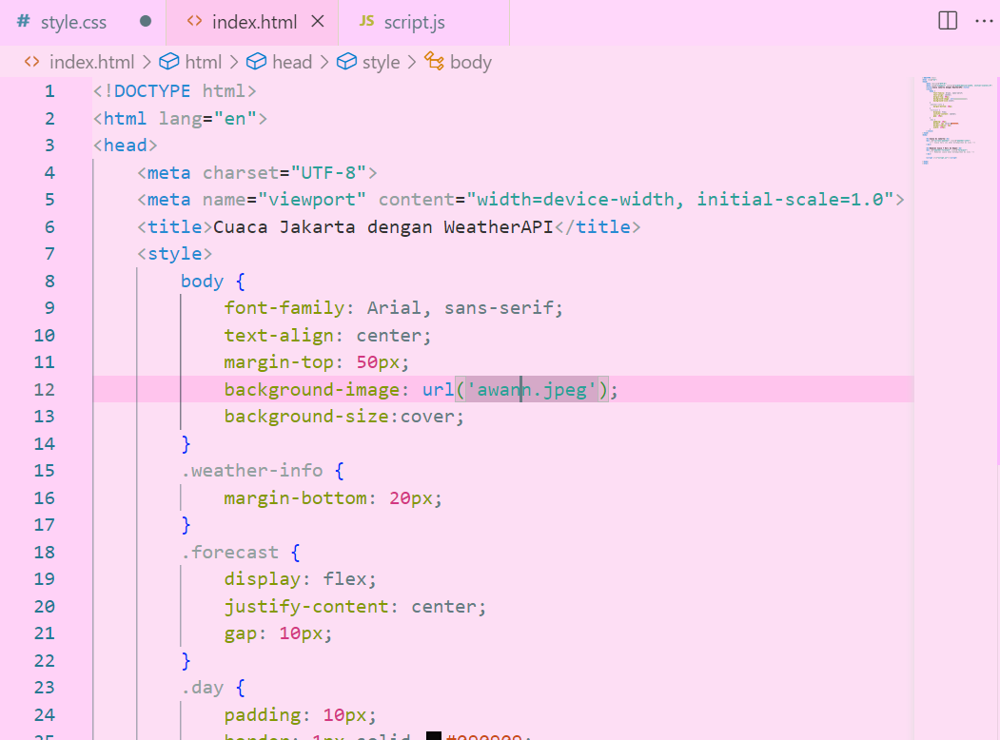 # style.css
<> index.html
JS script.js
<> index.html > html > head > style > body
1 <!DOCTYPE html>
2 <html lang="en">
3 <head>
4 <meta charset="UTF-8">
5 <meta name="viewport" content="width=device-width, initial-scale=1.0">
6 <title>Cuaca Jakarta dengan WeatherAPI</title>
7 <style>
8 body {
9 font-family: Arial, sans-serif;
10 text-align: center;
11 margin-top: 50px;
12 background-image: url('awann.jpeg');
13 background-size:cover;
14 }
15 .weather-info {
16 margin-bottom: 20px;
17 }
18 .forecast {
19 display: flex;
20 justify-content: center;
21 gap: 10px;
22 }
23 .day {
24 padding: 10px;
25 border: 1px solid